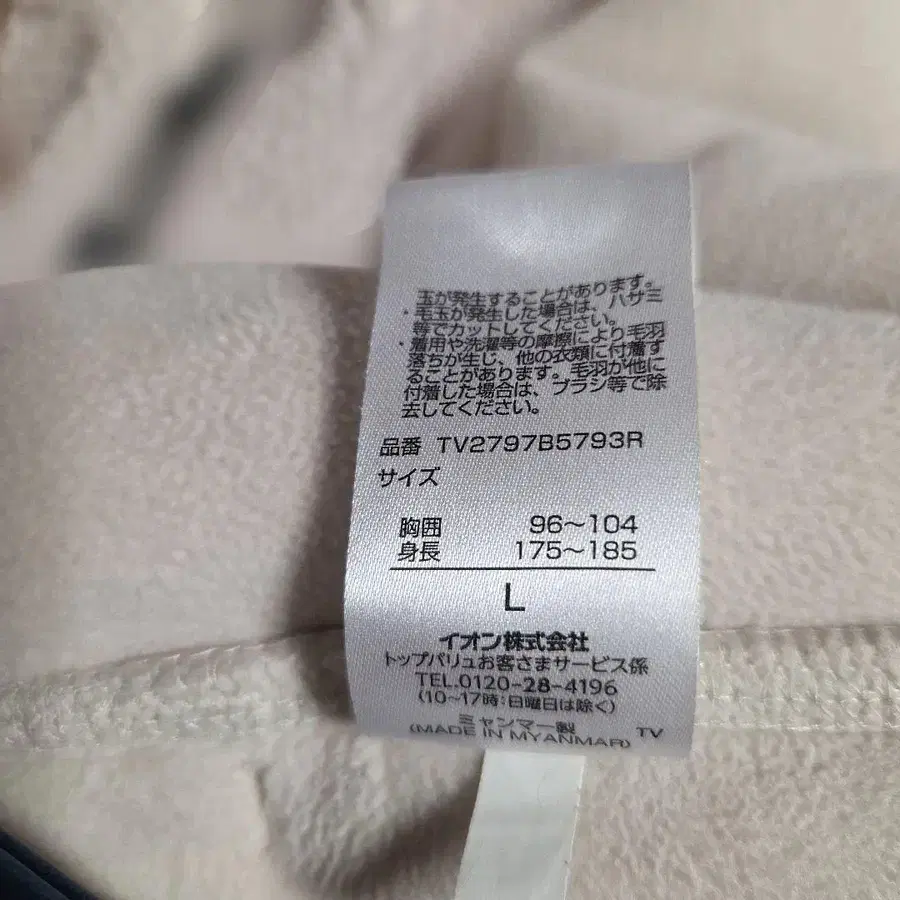 玉が発生することがあります。
・毛玉が発生した場合は、ハサミ
等でカットしてください。
・着用や洗濯等の摩擦により毛羽
落ちが生じ、他の衣類に付着す
ることがあります。毛羽が他に
付着した場合は、ブラシ等で除
去してください。
品番 TV2797B5793R
サイズ
胸囲 96～104
身長 175～185
L
イオン株式会社
トップバリュお客さまサービス係
TEL.0120-28-4196
(10～17時:日曜日は除く)
ミャンマー製
(MADE IN MYANMAR) TV